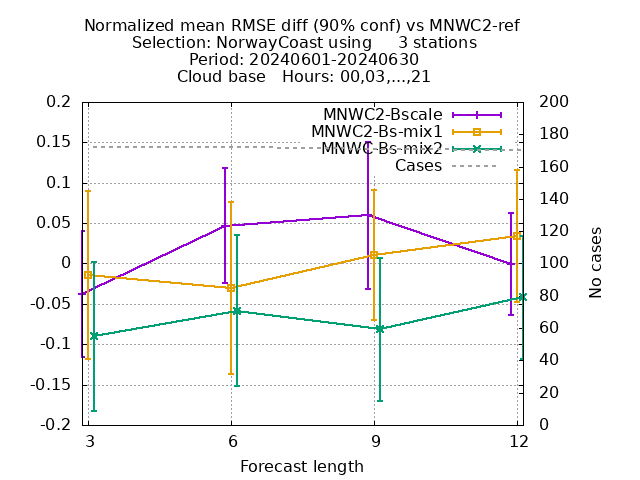 Normalized mean RMSE diff (90% conf) vs MNWC2-ref
Selection: NorwayCoast using 3 stations
Period: 20240601-20240630
Cloud base Hours: 00,03,...,21
MNWC2-Bscale
MNWC2-Bs-mix1
MNWC-Bs-mix2
Cases
0.2
0.15
0.1
0.05
0
-0.05
-0.1
-0.15
-0.2
200
180
160
140
120
100
80
60
40
20
0
No cases
3 6 9 12
Forecast length